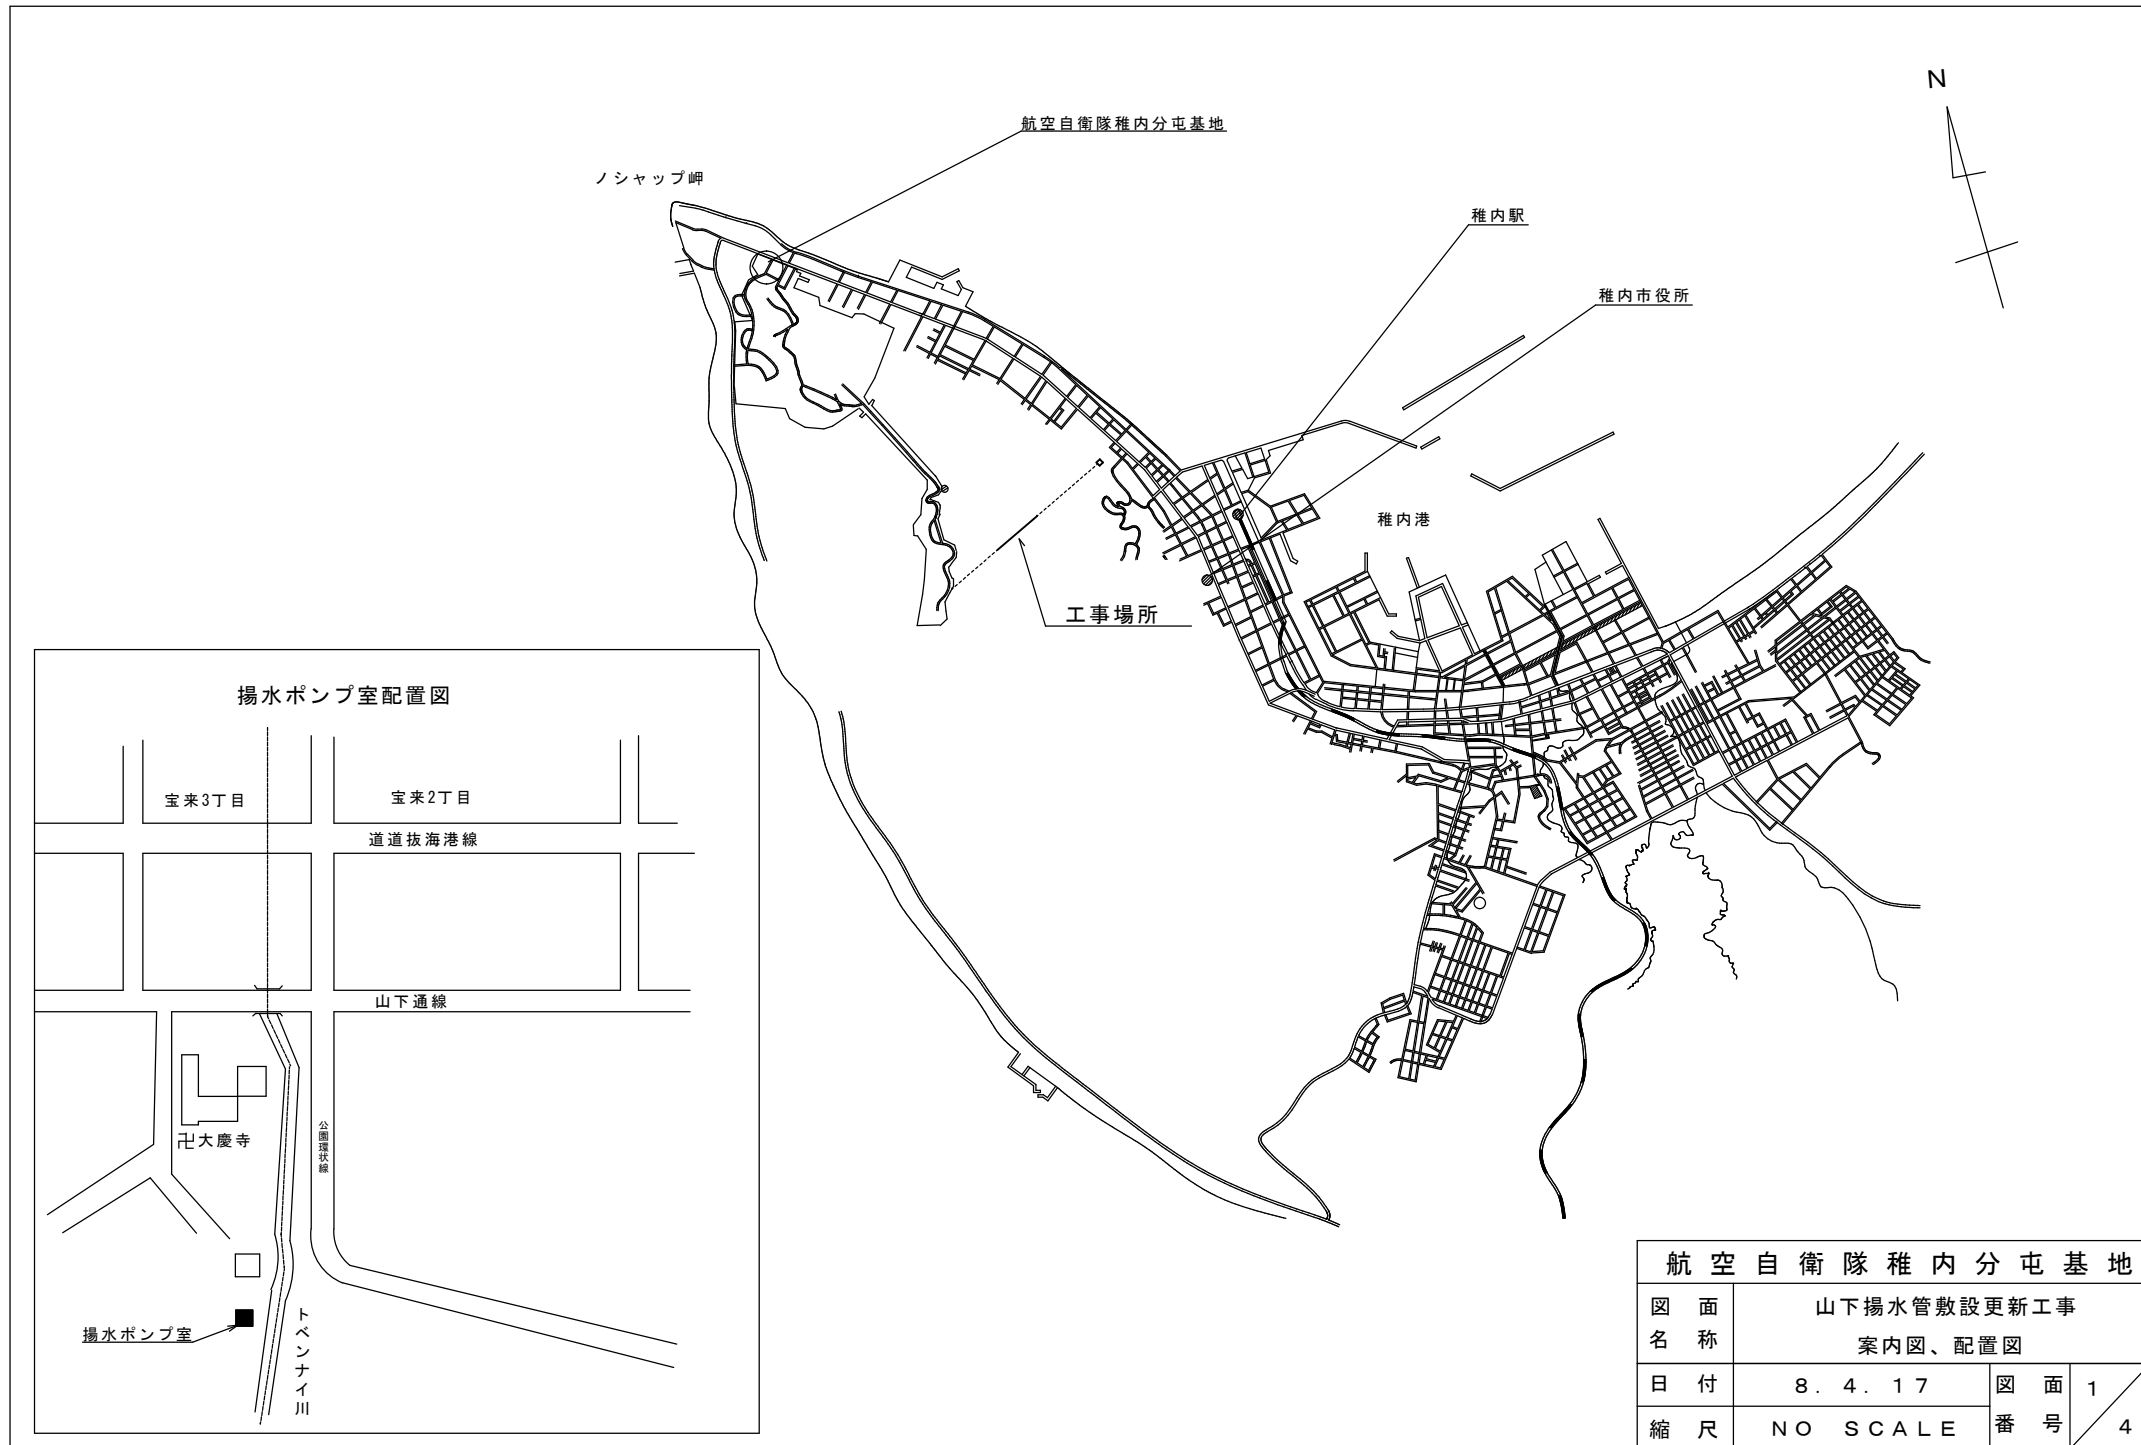 N
航空自衛隊稚内分屯基地
ノシャップ岬
稚内駅
稚内市役所
稚内港
工事場所
揚水ポンプ室配置図
宝来3丁目
宝来2丁目
道道抜海港線
山下通線
卍大慶寺
公園環状線
揚水ポンプ室
トベンナイ川
航空自衛隊稚内分屯基地
図面名称
山下揚水管敷設更新工事
案内図、配置図
日付
8.4.17
図面番号
1/4
縮尺
NO SCALE